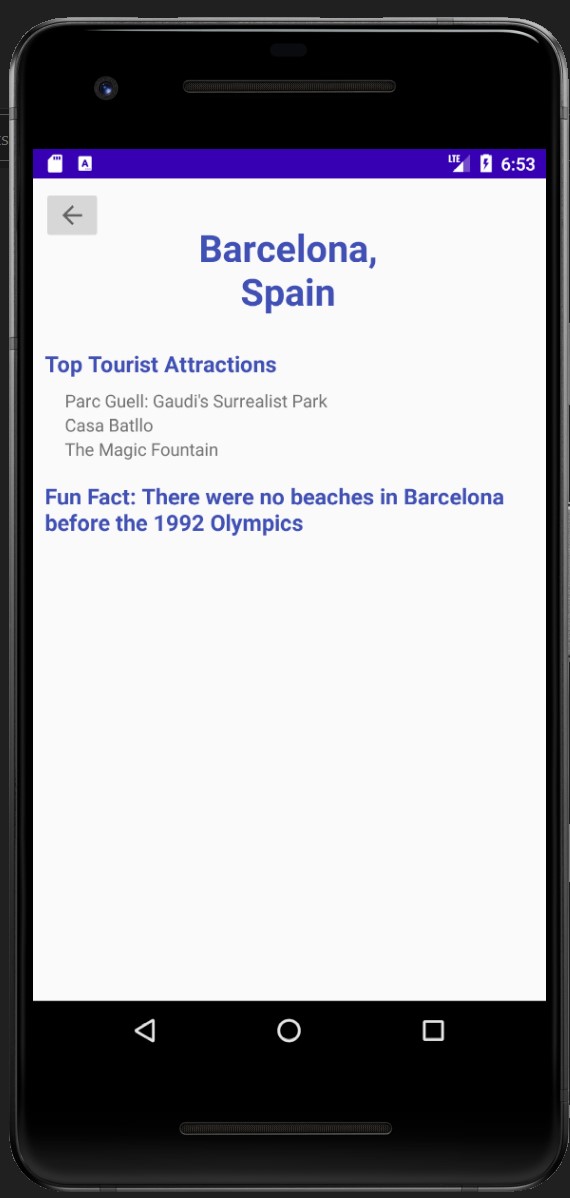 LTE 6:53
Barcelona,
Spain
Top Tourist Attractions
Parc Guell: Gaudi's Surrealist Park
Casa Batllo
The Magic Fountain
Fun Fact: There were no beaches in Barcelona
before the 1992 Olympics